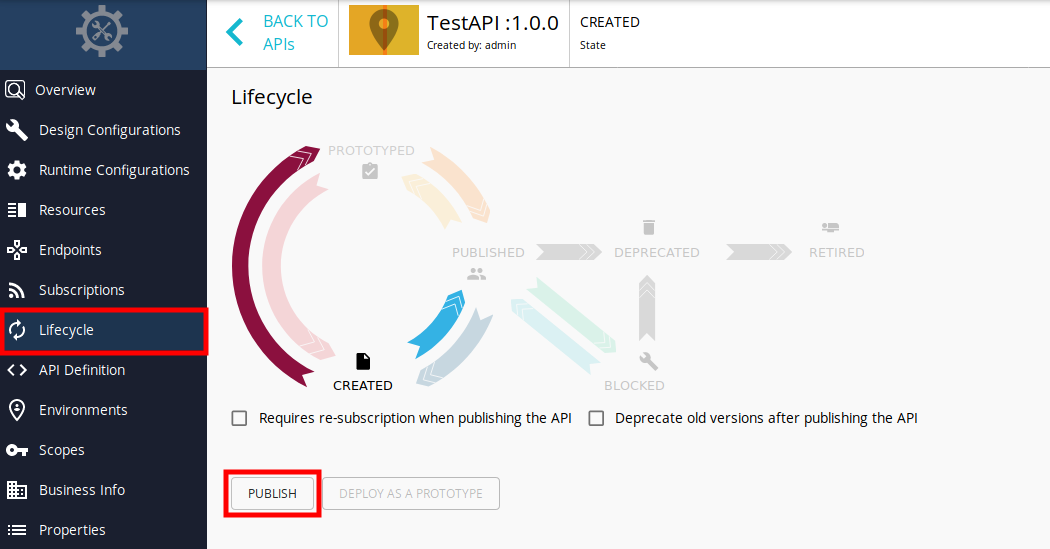 BACK TO
APIs
TestAPI :1.0.0
Created by: admin
CREATED
State
Overview
Design Configurations
Runtime Configurations
Resources
Endpoints
Subscriptions
Lifecycle
API Definition
Environments
Scopes
Business Info
Properties
Lifecycle
PROTOTYPED
PUBLISHED
DEPRECATED
RETIRED
CREATED
BLOCKED
Requires re-subscription when publishing the API
Deprecate old versions after publishing the API
PUBLISH
DEPLOY AS A PROTOTYPE